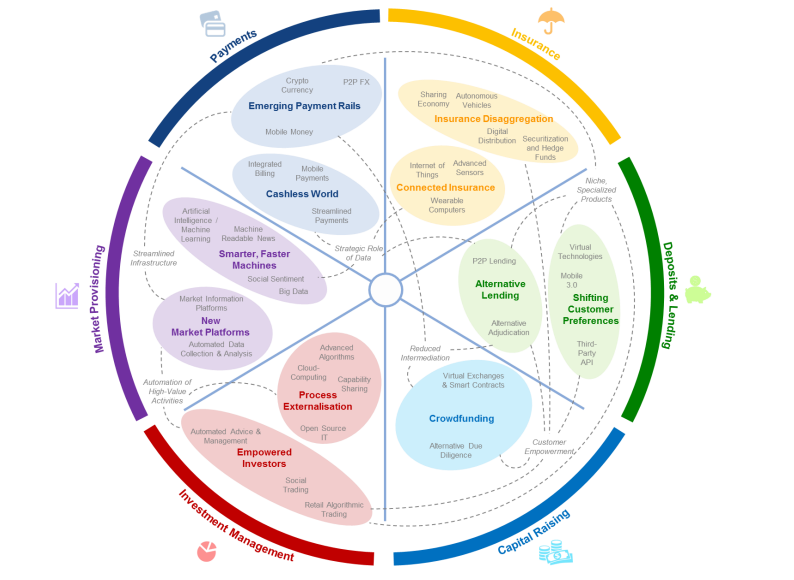 Payments
Insurance
Crypto
Currency
P2P FX
Emerging Payment Rails
Mobile Money
Sharing
Economy
Autonomous
Vehicles
Insurance Disaggregation
Digital
Distribution
Securitization
and Hedge
Funds
Integrated
Billing
Mobile
Payments
Cashless World
Streamlined
Payments
Internet of
Things
Advanced
Sensors
Connected Insurance
Wearable
Computers
Niche,
Specialized
Products
Artificial
Intelligence /
Machine
Learning
Machine
Readable News
Smarter, Faster
Machines
Social Sentiment
Big Data
Strategic Role
of Data
Streamlined
Infrastructure
Market Provisioning
Deposits & Lending
P2P Lending
Alternative
Lending
Alternative
Adjudication
Virtual
Technologies
Mobile
3.0
Shifting
Customer
Preferences
Third-
Party
API
Market Information
Platforms
New
Market Platforms
Automated Data
Collection & Analysis
Automation of
High-Value
Activities
Advanced
Algorithms
Cloud-
Computing
Capability
Sharing
Process
Externalisation
Open Source
IT
Reduced
Intermediation
Virtual Exchanges
& Smart Contracts
Crowdfunding
Alternative Due
Diligence
Customer
Empowerment
Automated Advice &
Management
Empowered
Investors
Social
Trading
Retail Algorithmic
Trading
Investment Management
Capital Raising